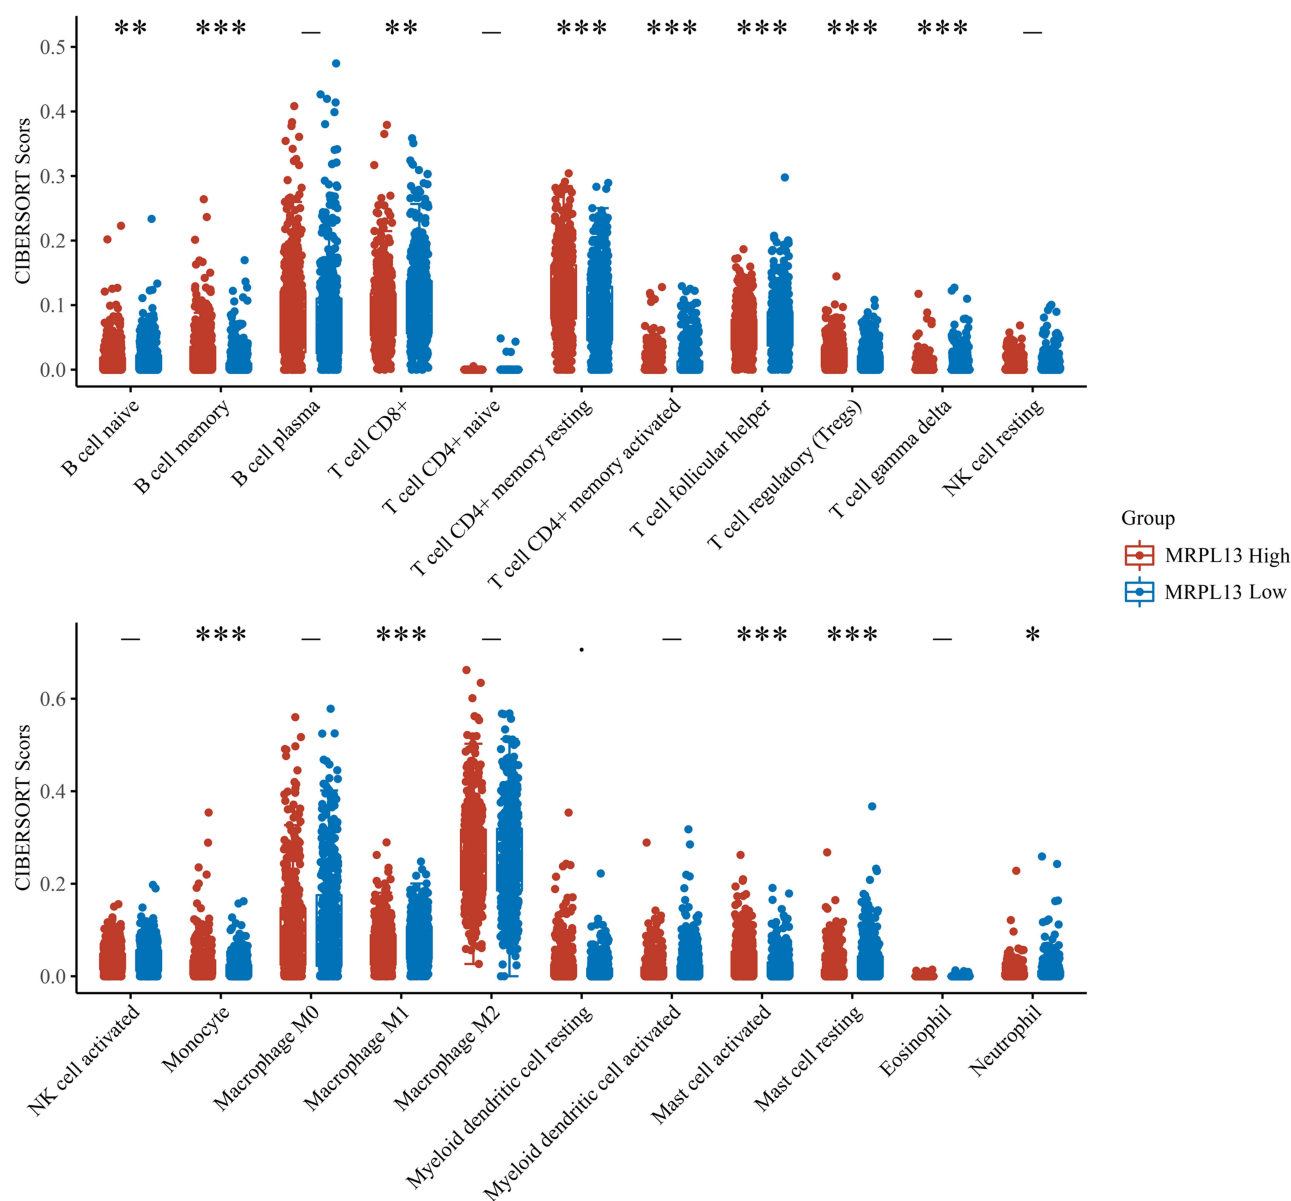 ** *** — ** — *** *** *** *** *** —
CIBERSORT Scors
0.5
0.4
0.3
0.2
0.1
0.0
B cell naive
B cell memory
B cell plasma
T cell CD8+
T cell CD4+ naive
T cell CD4+ memory resting
T cell CD4+ memory activated
T cell follicular helper
T cell regulatory (Tregs)
T cell gamma delta
NK cell resting
Group
MRPL13 High
MRPL13 Low
— *** — *** — . — *** *** — *
CIBERSORT Scors
0.6
0.4
0.2
0.0
NK cell activated
Monocyte
Macrophage M0
Macrophage M1
Macrophage M2
Myeloid dendritic cell resting
Myeloid dendritic cell activated
Mast cell activated
Mast cell resting
Eosinophil
Neutrophil